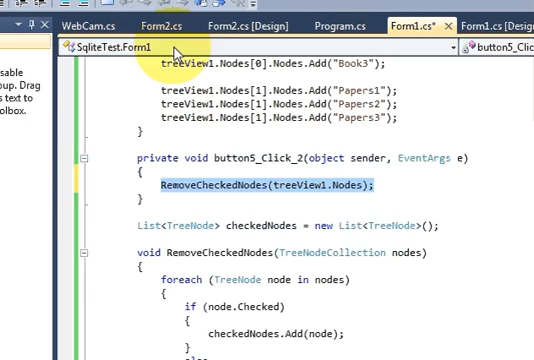 WebCam.cs Form2.cs Form2.cs [Design] Program.cs Form1.cs* × Form1.cs [Design]
SqliteTest.Form1 button5_Clic
sable
up. Drag
s text to
olbox.
treeView1.Nodes[0].Nodes.Add("Book3");
treeView1.Nodes[1].Nodes.Add("Papers1");
treeView1.Nodes[1].Nodes.Add("Papers2");
treeView1.Nodes[1].Nodes.Add("Papers3");
}
private void button5_Click_2(object sender, EventArgs e)
{
RemoveCheckedNodes(treeView1.Nodes);
}
List<TreeNode> checkedNodes = new List<TreeNode>();
void RemoveCheckedNodes(TreeNodeCollection nodes)
{
foreach (TreeNode node in nodes)
{
if (node.Checked)
{
checkedNodes.Add(node);
}
else